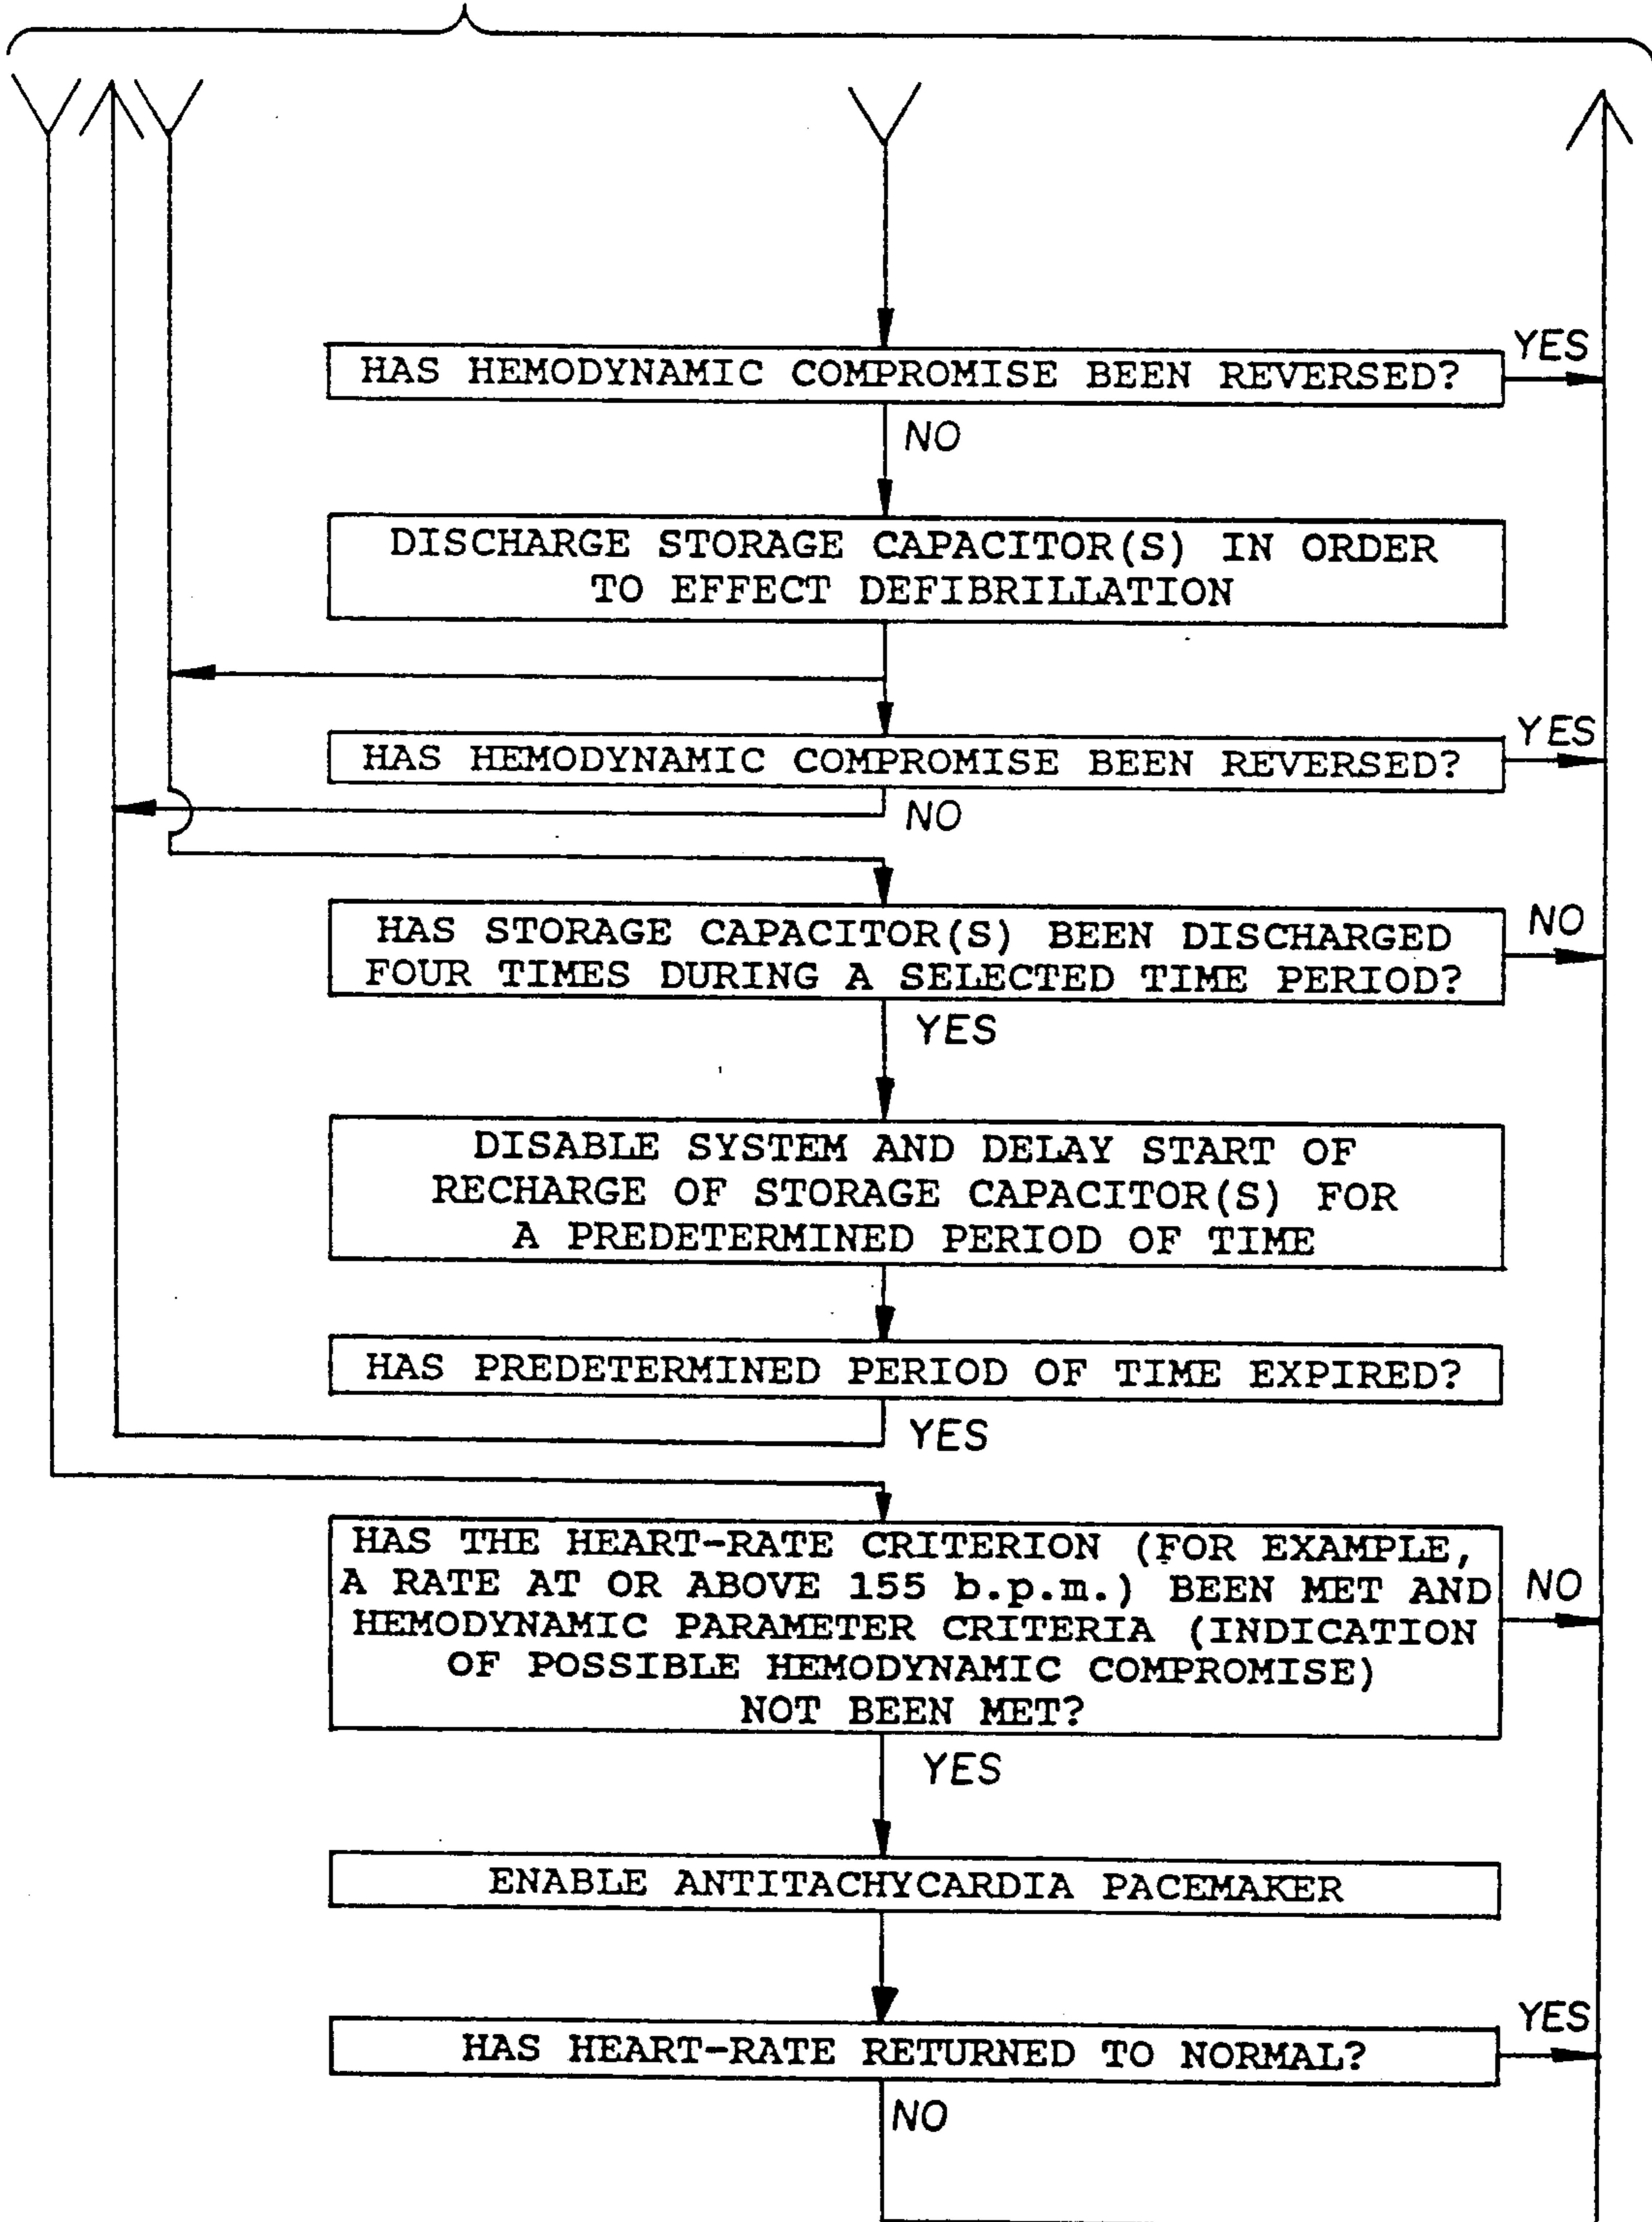 HAS HEMODYNAMIC COMPROMISE BEEN REVERSED?
YES
NO
DISCHARGE STORAGE CAPACITOR(S) IN ORDER
TO EFFECT DEFIBRILLATION
HAS HEMODYNAMIC COMPROMISE BEEN REVERSED?
YES
NO
HAS STORAGE CAPACITOR(S) BEEN DISCHARGED
FOUR TIMES DURING A SELECTED TIME PERIOD?
NO
YES
DISABLE SYSTEM AND DELAY START OF
RECHARGE OF STORAGE CAPACITOR(S) FOR
A PREDETERMINED PERIOD OF TIME
HAS PREDETERMINED PERIOD OF TIME EXPIRED?
YES
HAS THE HEART-RATE CRITERION (FOR EXAMPLE,
A RATE AT OR ABOVE 155 b.p.m.) BEEN MET AND
HEMODYNAMIC PARAMETER CRITERIA (INDICATION
OF POSSIBLE HEMODYNAMIC COMPROMISE)
NOT BEEN MET?
NO
YES
ENABLE ANTITACHYCARDIA PACEMAKER
HAS HEART-RATE RETURNED TO NORMAL?
YES
NO